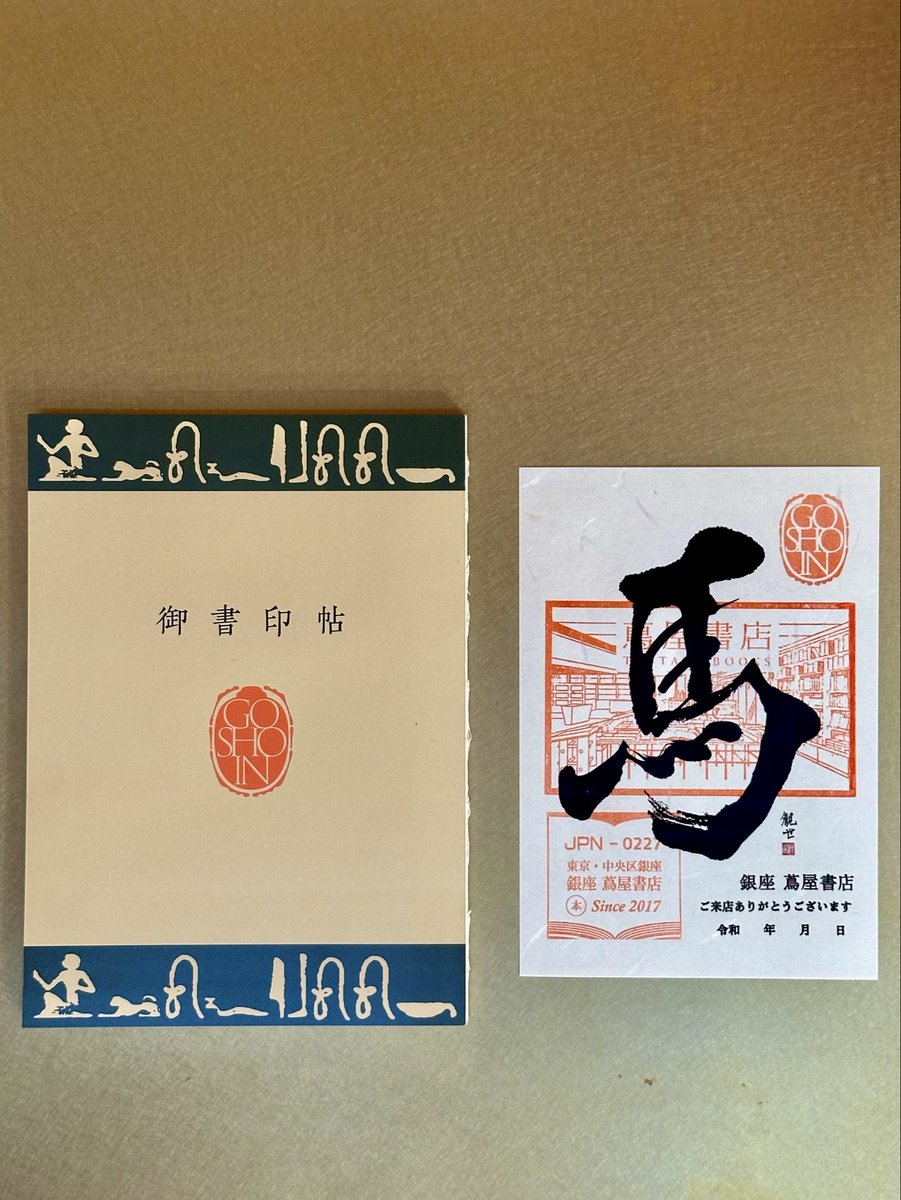 御書印帖
GO
SHO
IN
GO
SHO
IN
馬
蔦屋書店
BOOKS
觀世
JPN - 0227
東京・中央区銀座
銀座 蔦屋書店
本 Since 2017
銀座 蔦屋書店
ご来店ありがとうございます
令和 年 月 日